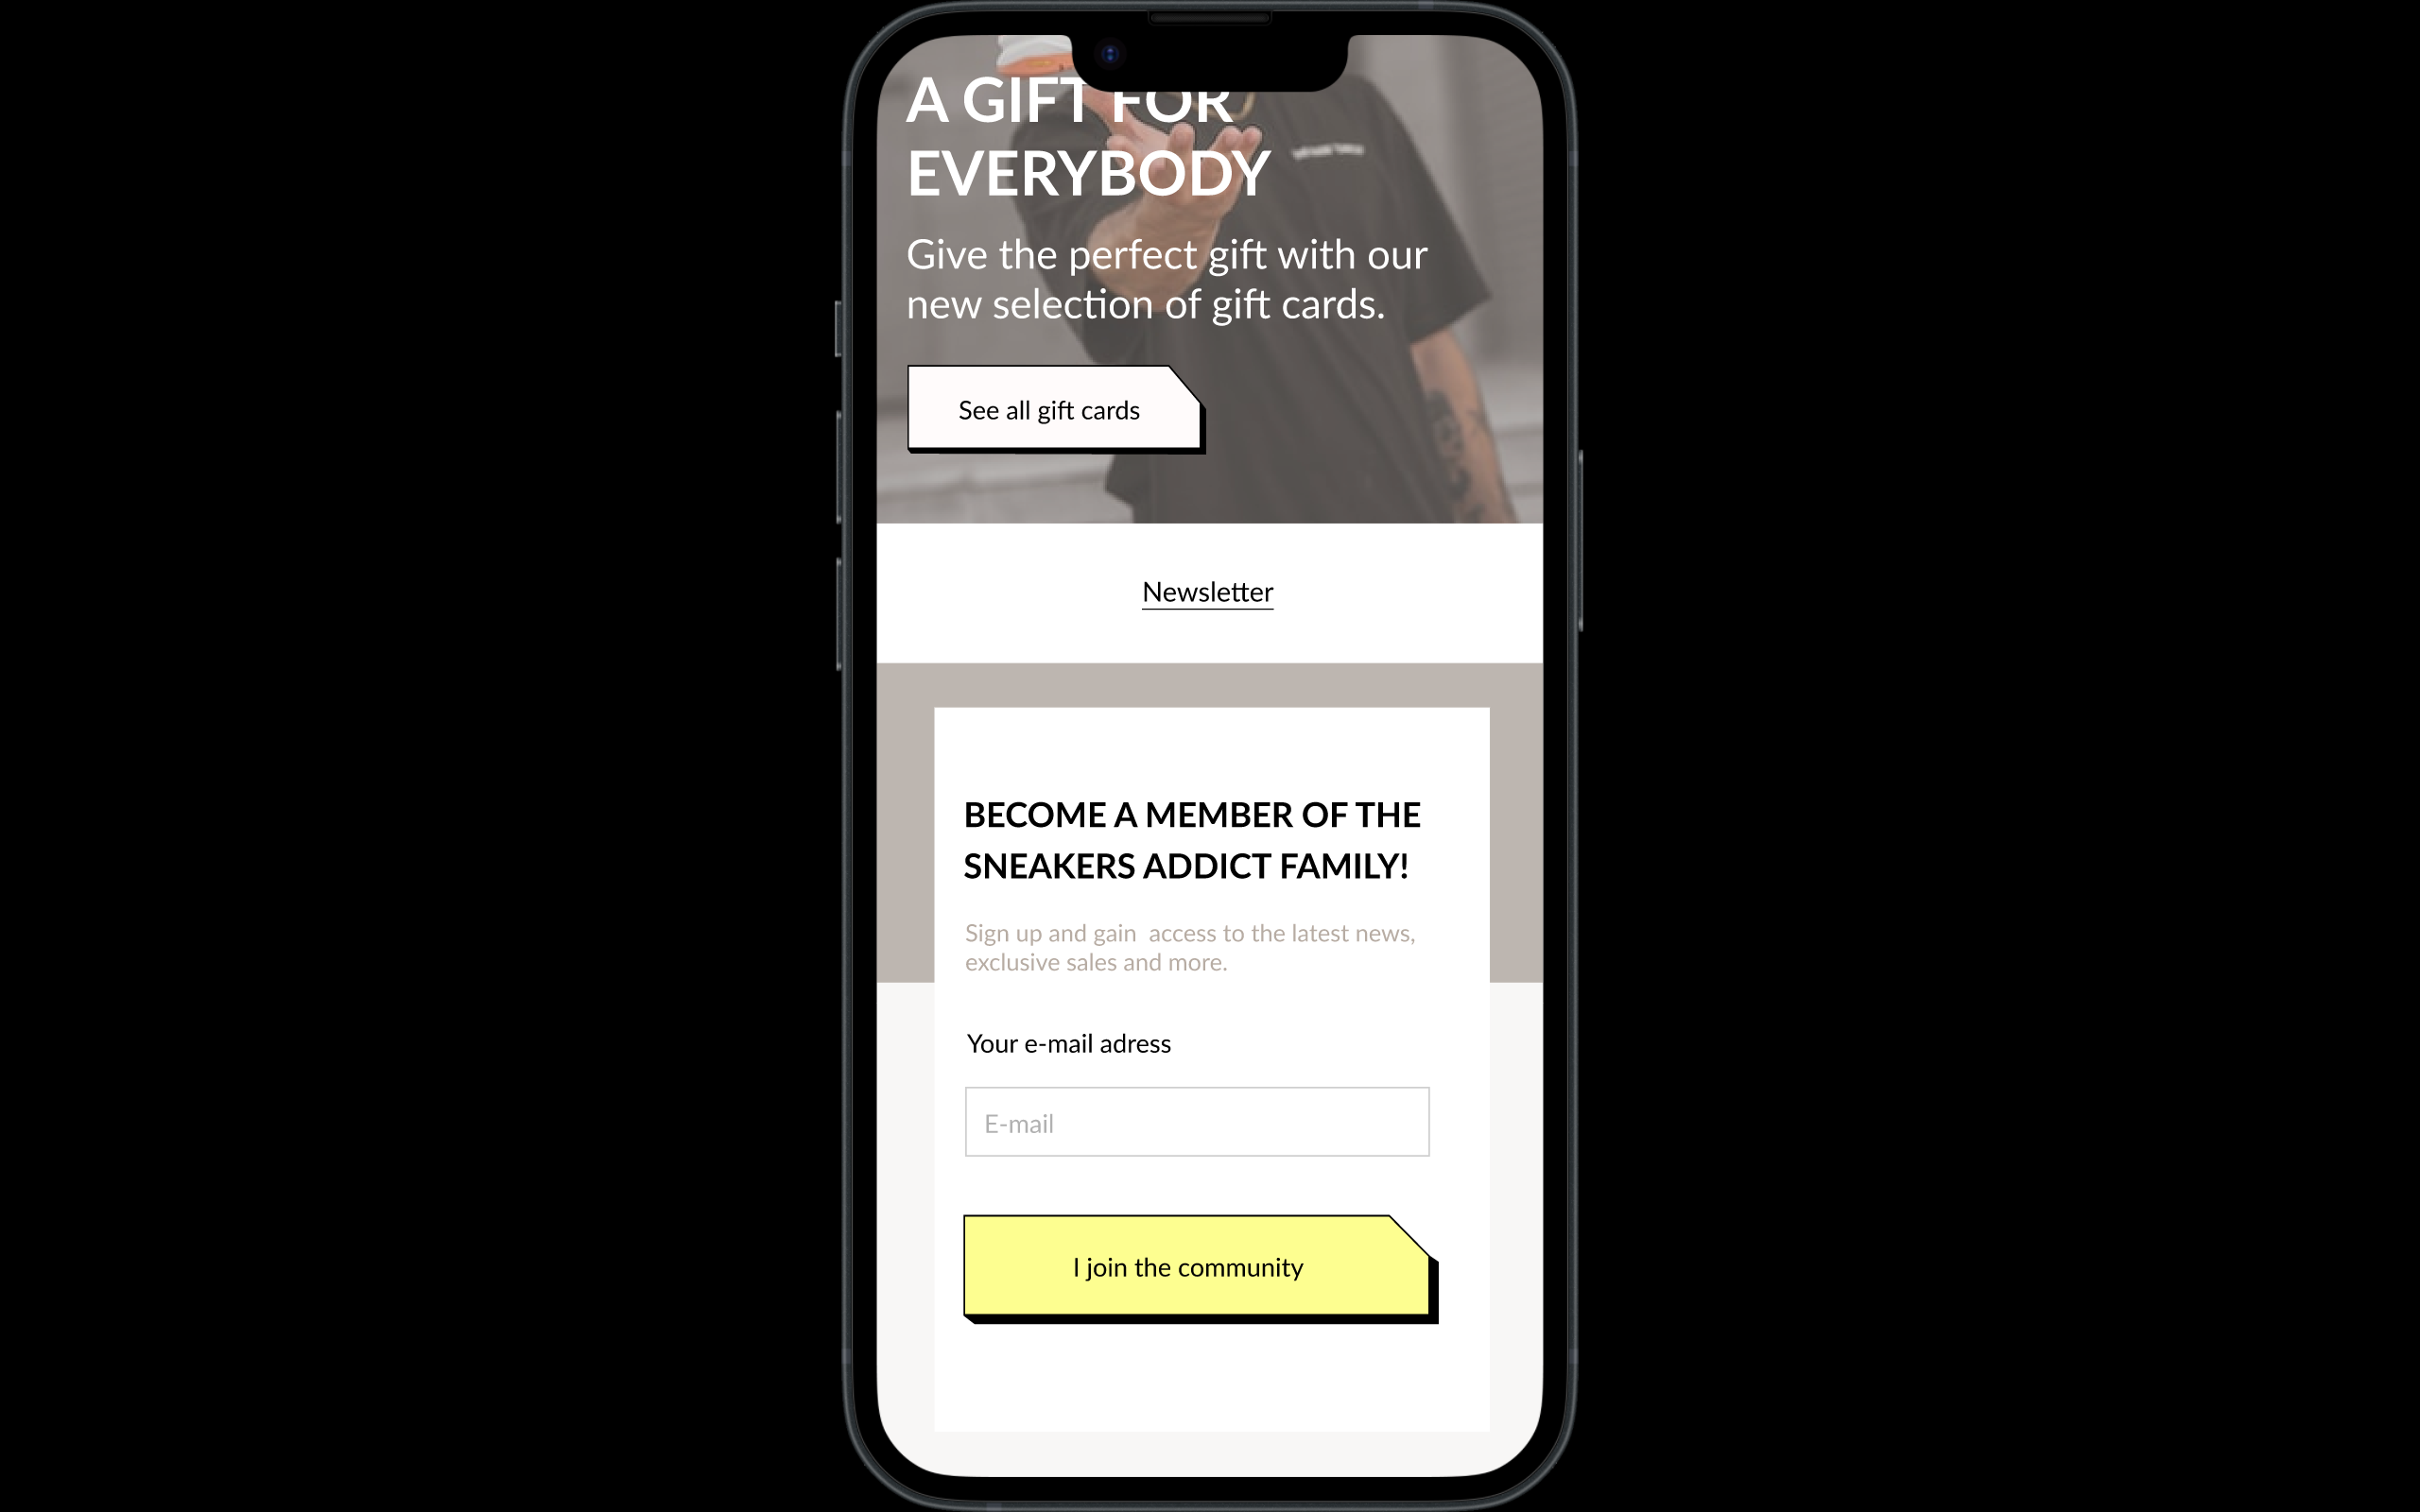 A GIFT FOR
EVERYBODY
Give the perfect gift with our
new selection of gift cards.
See all gift cards
Newsletter
BECOME A MEMBER OF THE
SNEAKERS ADDICT FAMILY!
Sign up and gain  access to the latest news,
exclusive sales and more.
Your e-mail adress
E-mail
I join the community